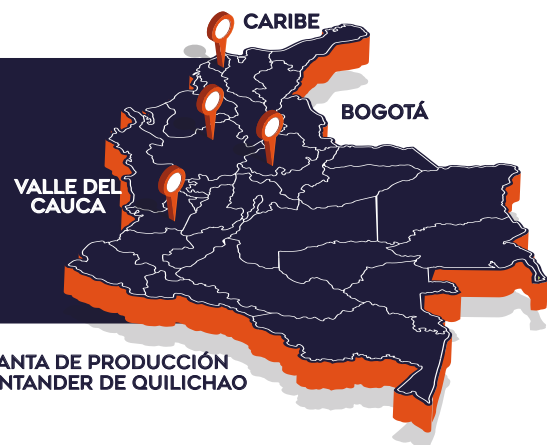 CARIBE
BOGOTÁ
VALLE DEL
CAUCA
ANTA DE PRODUCCIÓN
NTANDER DE QUILICHAO